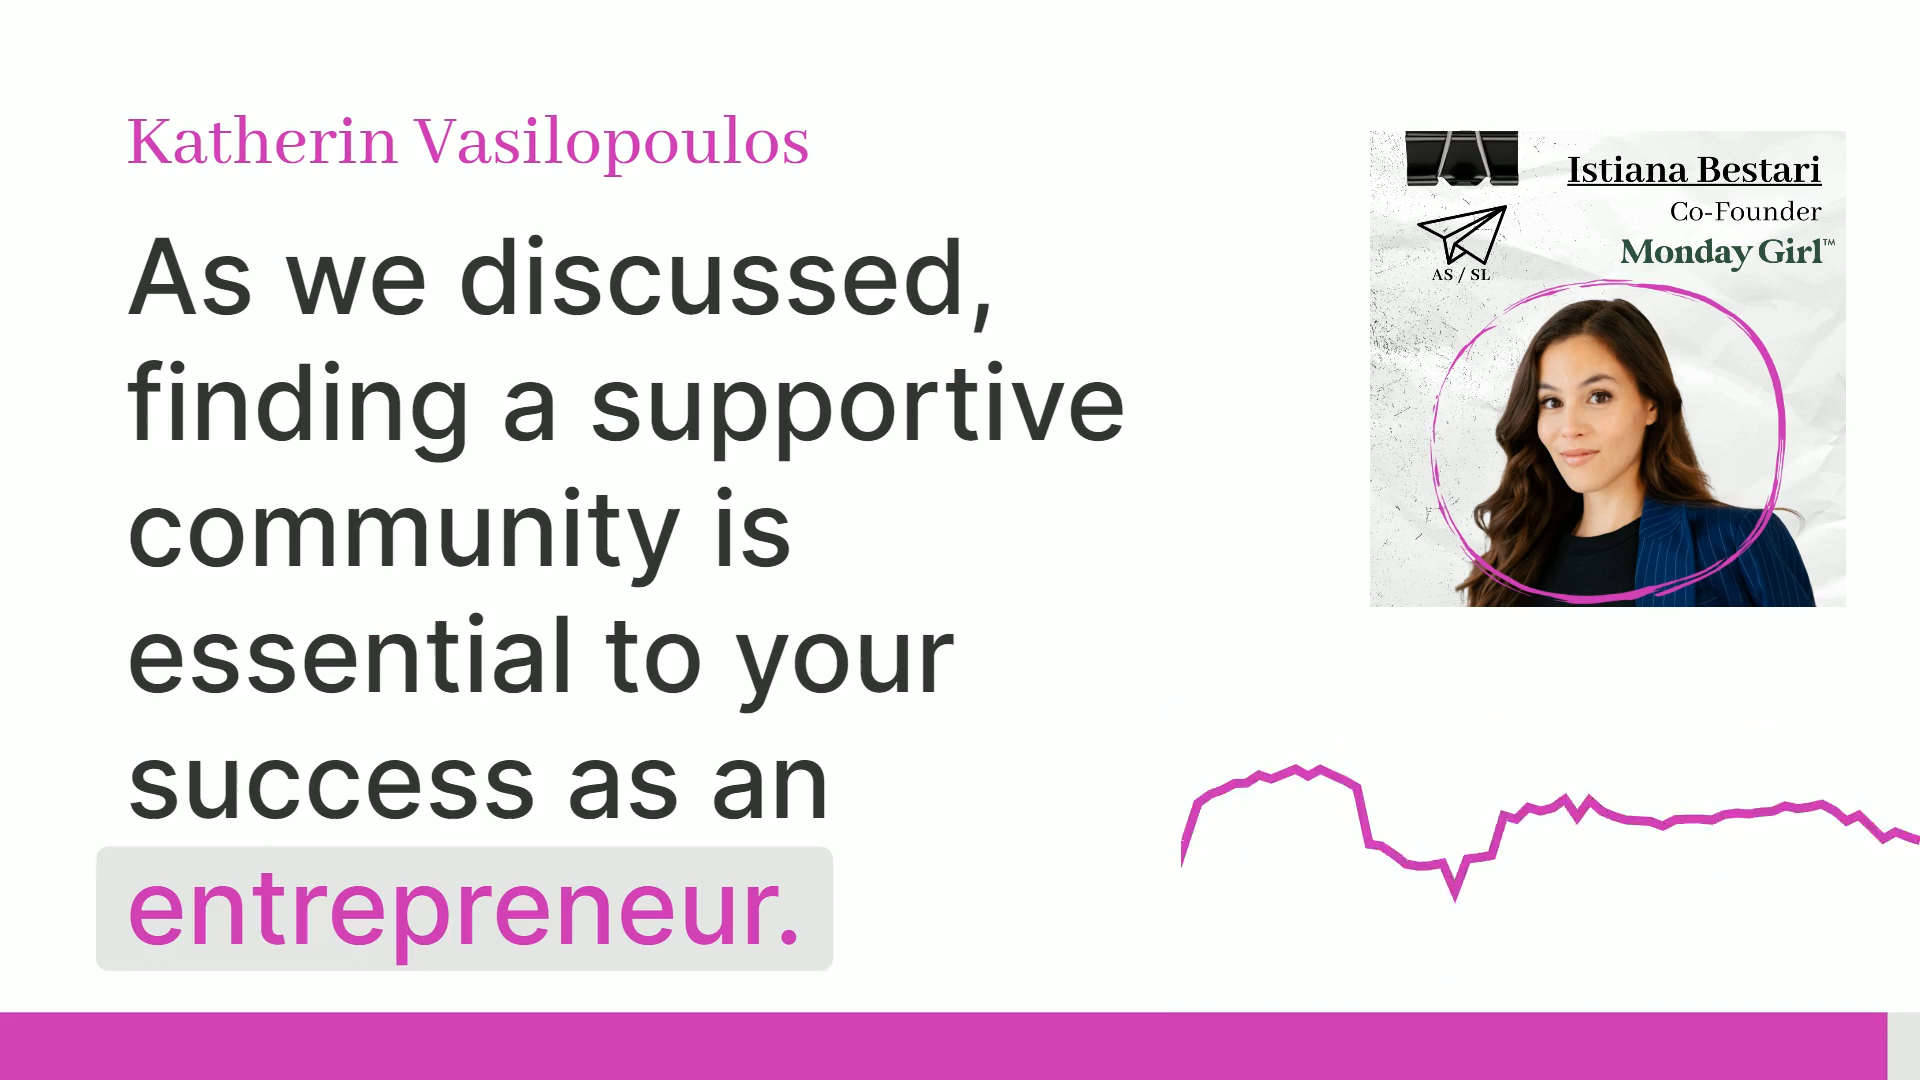 Katherin Vasilopoulos
As we discussed,
finding a supportive
community is
essential to your
success as an
entrepreneur.
Istiana Bestari
Co-Founder
Monday Girl™
AS / SL